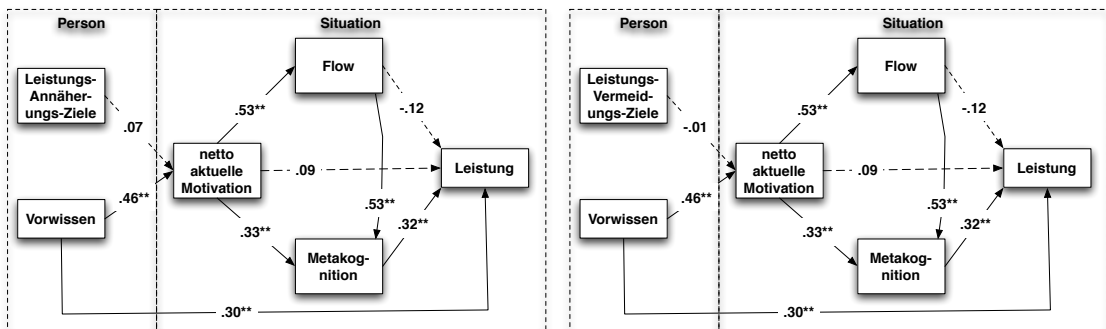 Person
Situation
Leistungs-
Annäher-
ungs-Ziele
Flow
.07
.53**
-.12
netto
aktuelle
Motivation
.09
Leistung
Vorwissen
.46**
.33**
.53**
.32**
Metakog-
nition
.30**
Person
Situation
Leistungs-
Vermeid-
ungs-Ziele
Flow
-.01
.53**
-.12
netto
aktuelle
Motivation
.09
Leistung
Vorwissen
.46**
.33**
.53**
.32**
Metakog-
nition
.30**